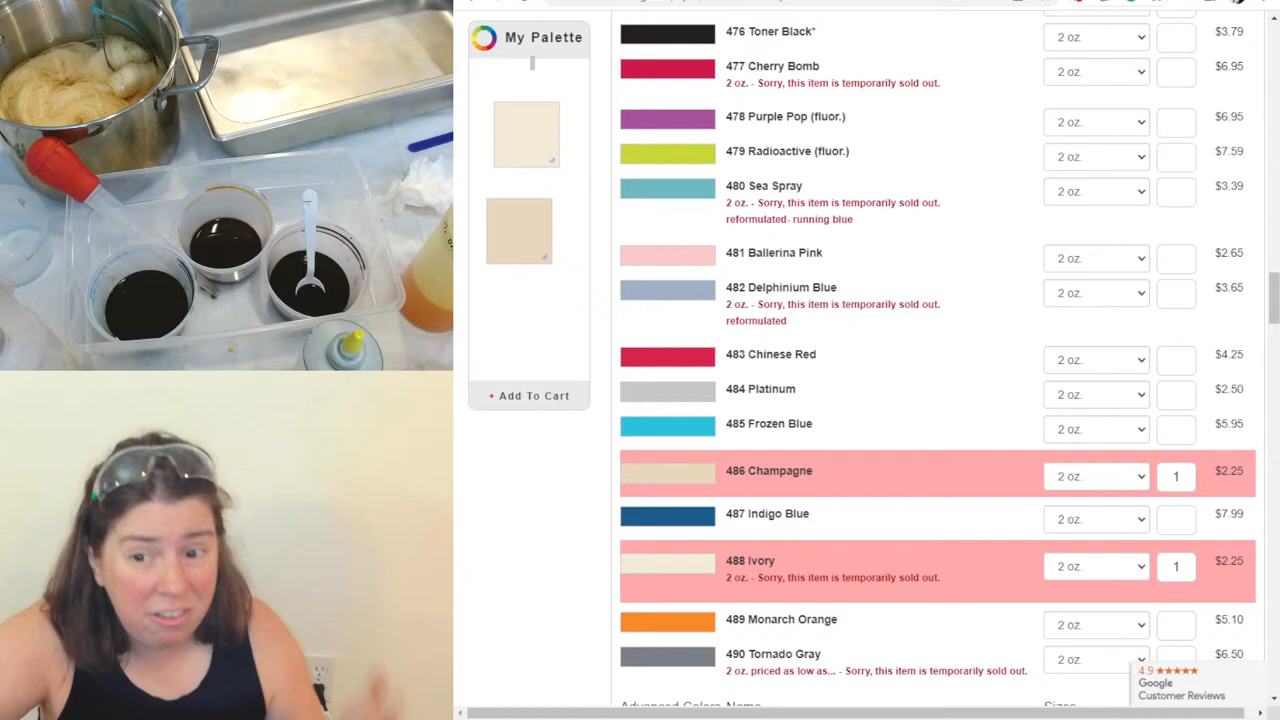 My Palette
+ Add To Cart
476 Toner Black*
2 oz.
$3.79
477 Cherry Bomb
2 oz.
$6.95
2 oz. - Sorry, this item is temporarily sold out.
478 Purple Pop (fluor.)
2 oz.
$6.95
479 Radioactive (fluor.)
2 oz.
$7.59
480 Sea Spray
2 oz.
$3.39
2 oz. - Sorry, this item is temporarily sold out.
reformulated- running blue
481 Ballerina Pink
2 oz.
$2.65
482 Delphinium Blue
2 oz.
$3.65
2 oz. - Sorry, this item is temporarily sold out.
reformulated
483 Chinese Red
2 oz.
$4.25
484 Platinum
2 oz.
$2.50
485 Frozen Blue
2 oz.
$5.95
486 Champagne
2 oz.
1
$2.25
487 Indigo Blue
2 oz.
$7.99
488 Ivory
2 oz.
1
$2.25
2 oz. - Sorry, this item is temporarily sold out.
489 Monarch Orange
2 oz.
$5.10
490 Tornado Gray
2 oz.
$6.50
2 oz. priced as low as... - Sorry, this item is temporarily sold out.
4.9 ★★★★★
Google
Customer Reviews
Advanced Colors Name